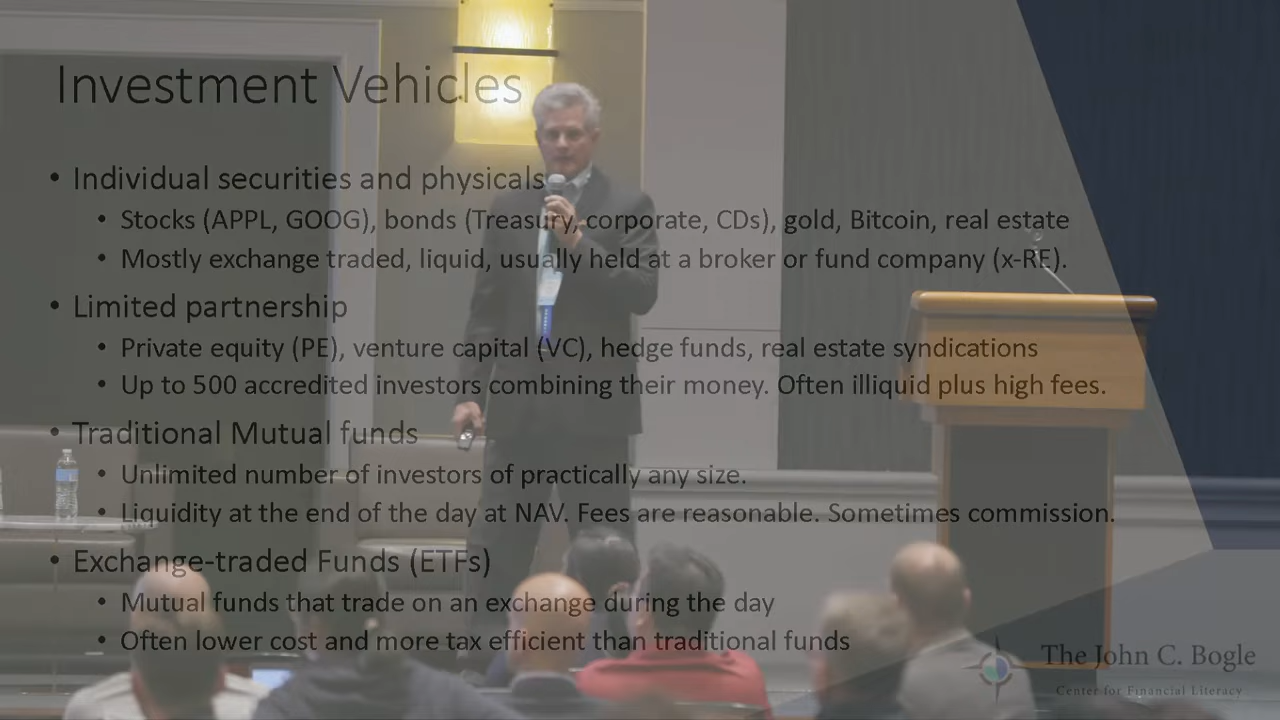 Investment Vehicles
• Individual securities and physicals
• Stocks (APPL, GOOG), bonds (Treasury, corporate, CDs), gold, Bitcoin, real estate
• Mostly exchange traded, liquid, usually held at a broker or fund company (x-RE).
• Limited partnership
• Private equity (PE), venture capital (VC), hedge funds, real estate syndications
• Up to 500 accredited investors combining their money. Often illiquid plus high fees.
• Traditional Mutual funds
• Unlimited number of investors of practically any size.
• Liquidity at the end of the day at NAV. Fees are reasonable. Sometimes commission.
• Exchange-traded Funds (ETFs)
• Mutual funds that trade on an exchange during the day
• Often lower cost and more tax efficient than traditional funds
The John C. Bogle
Center for Financial Literacy